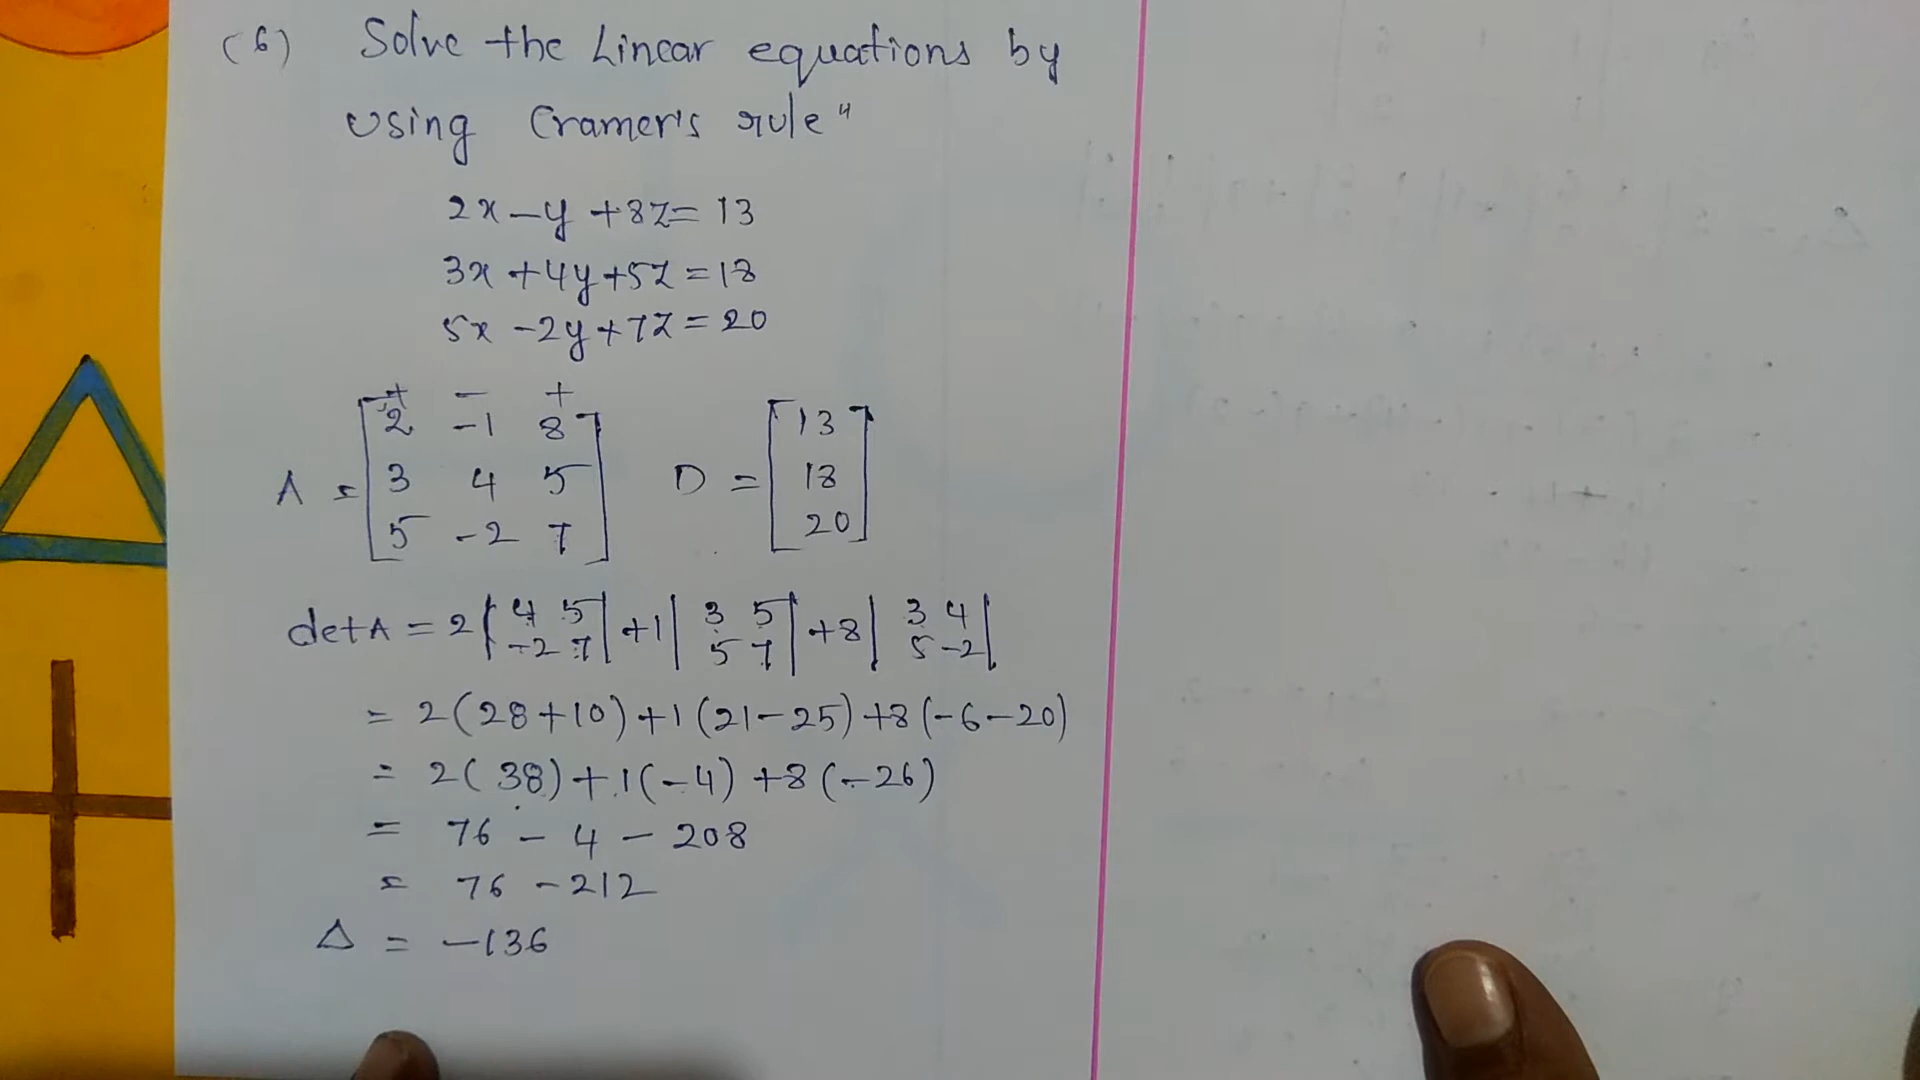 (6) Solve the Linear equations by
using Cramer's rule"
2x - y + 8z = 13
3x + 4y + 5z = 18
5x - 2y + 7z = 20
+ - +
A = [2 -1 8; 3 4 5; 5 -2 7] D = [13; 18; 20]
det A = 2 |4 5; -2 7| + 1 |3 5; 5 7| + 8 |3 4; 5 -2|
= 2(28+10) + 1(21-25) + 8(-6-20)
= 2(38) + 1(-4) + 8(-26)
= 76 - 4 - 208
= 76 - 212
Δ = -136